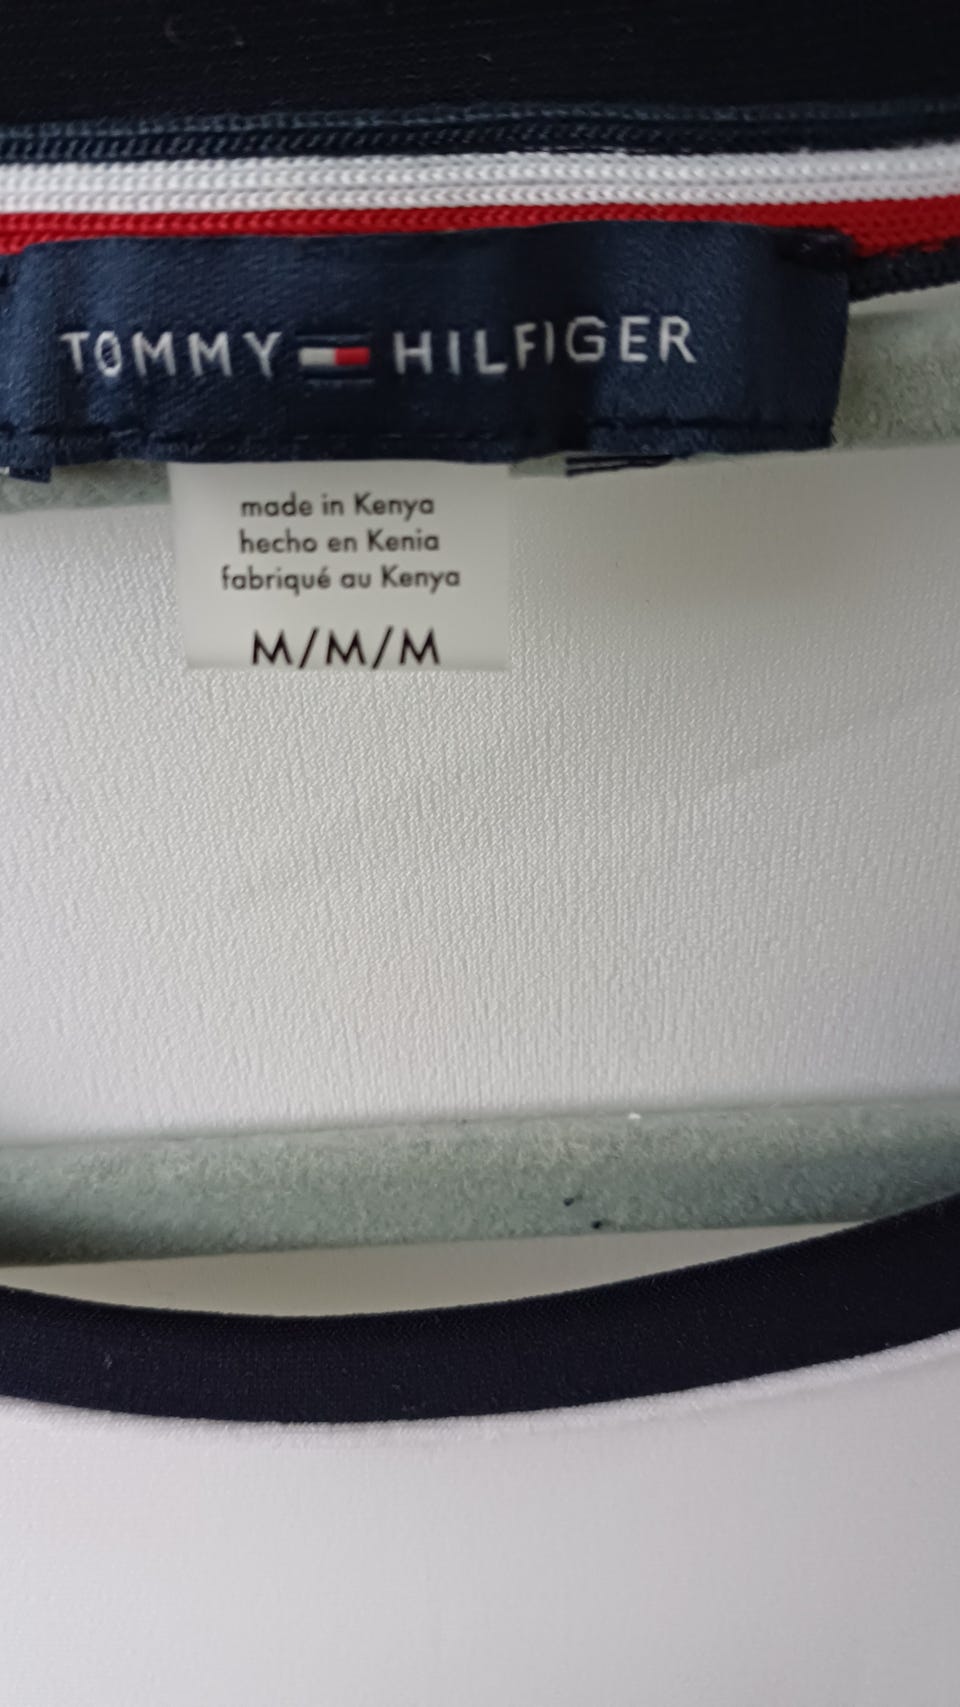 TOMMY HILFIGER
made in Kenya
hecho en Kenia
fabriqué au Kenya
M/M/M